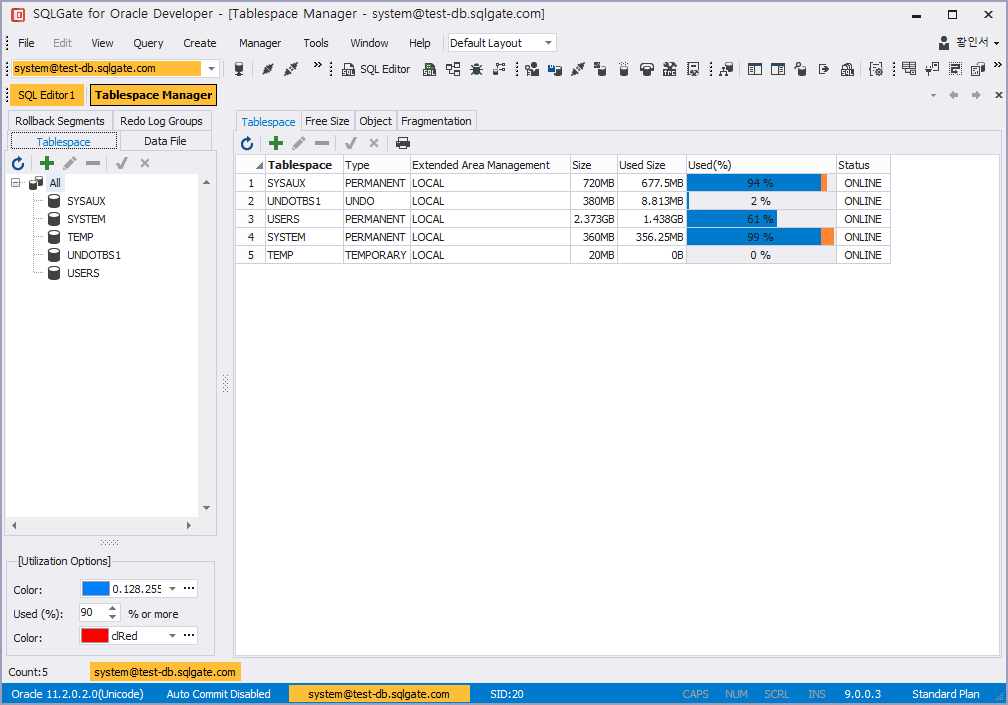 SQLGate for Oracle Developer - [Tablespace Manager - system@test-db.sqlgate.com]
File Edit View Query Create Manager Tools Window Help Default Layout 황인서
system@test-db.sqlgate.com SQL Editor
SQL Editor1 Tablespace Manager
Rollback Segments Redo Log Groups
Tablespace Data File
All
SYSAUX
SYSTEM
TEMP
UNDOTBS1
USERS
[Utilization Options]
Color: 0.128.255
Used (%): 90 % or more
Color: clRed
Tablespace Free Size Object Fragmentation
Tablespace Type Extended Area Management Size Used Size Used(%) Status
1 SYSAUX PERMANENT LOCAL 720MB 677.5MB 94 % ONLINE
2 UNDOTBS1 UNDO LOCAL 380MB 8.813MB 2 % ONLINE
3 USERS PERMANENT LOCAL 2.373GB 1.438GB 61 % ONLINE
4 SYSTEM PERMANENT LOCAL 360MB 356.25MB 99 % ONLINE
5 TEMP TEMPORARY LOCAL 20MB 0B 0 % ONLINE
Count:5 system@test-db.sqlgate.com
Oracle 11.2.0.2.0(Unicode) Auto Commit Disabled system@test-db.sqlgate.com SID:20 CAPS NUM SCRL INS 9.0.0.3 Standard Plan